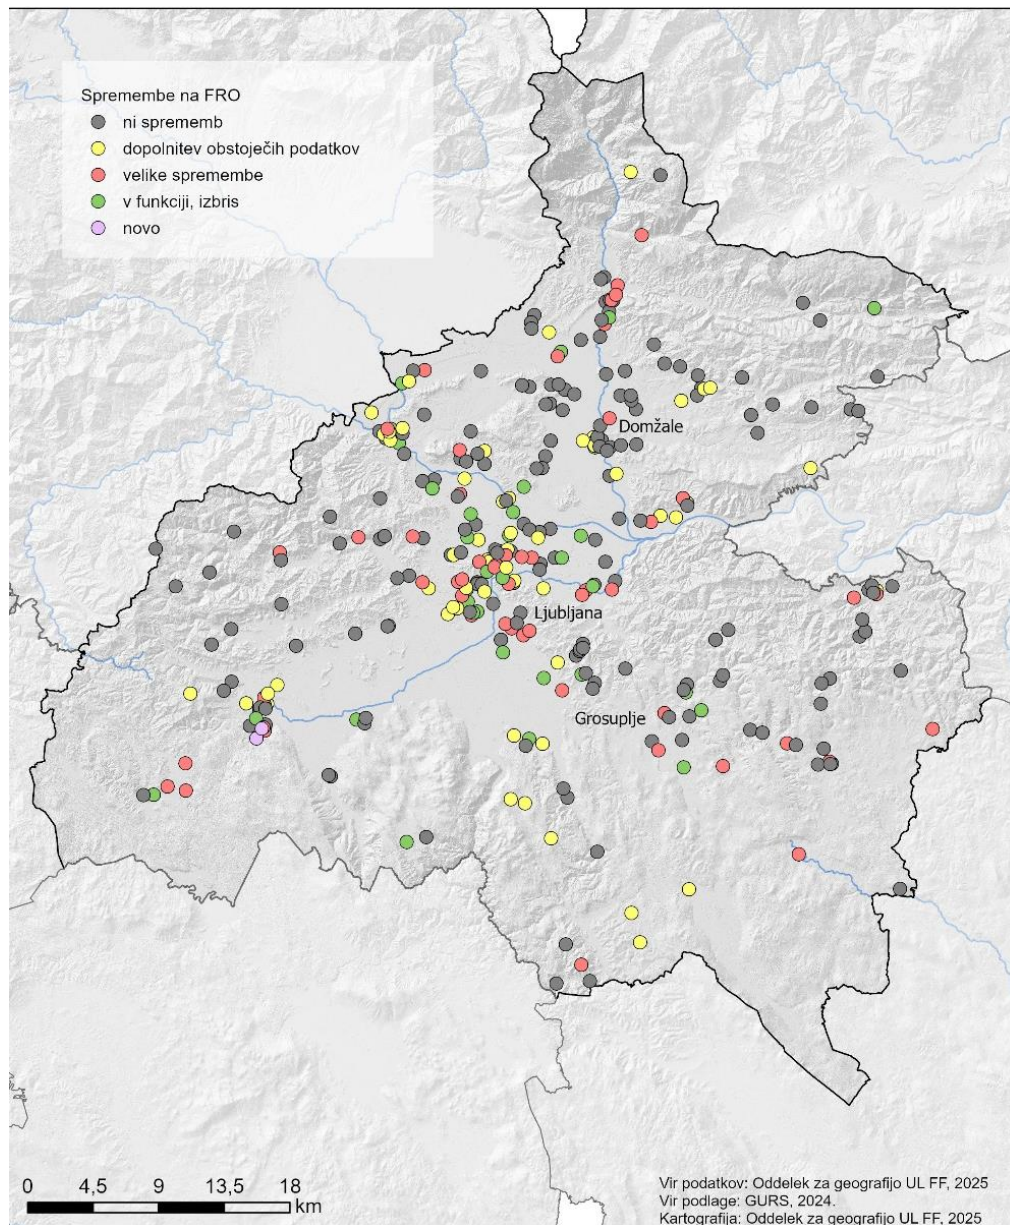 Spremembe na FRO
ni sprememb
dopolnitev obstoječih podatkov
velike spremembe
v funkciji, izbris
novo
Domžale
Ljubljana
Grosuplje
0 4,5 9 13,5 18
km
Vir podatkov: Oddelek za geografijo UL FF, 2025
Vir podlage: GURS, 2024.
Kartografija: Oddelek za geografijo UL FF, 2025